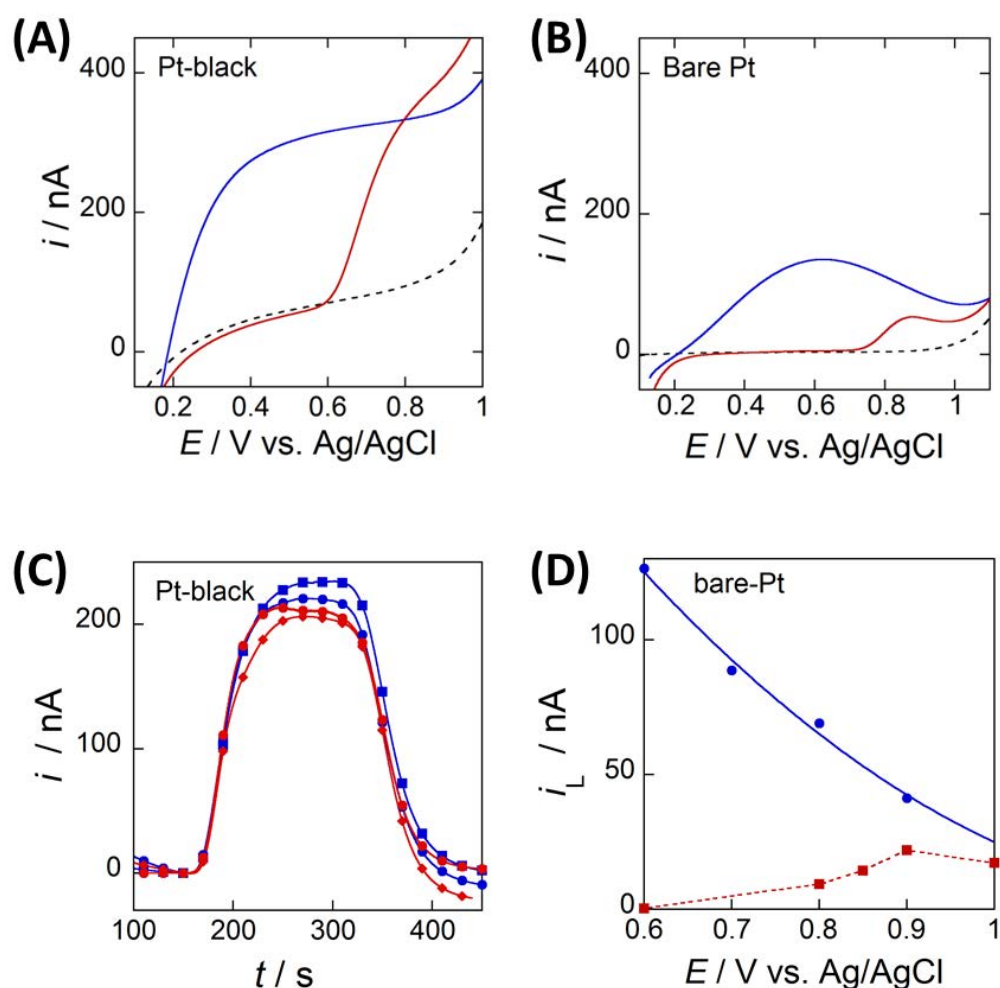 (A)
Pt-black
400
200
0
i / nA
0.2 0.4 0.6 0.8 1
E / V vs. Ag/AgCl
(B)
Bare Pt
400
200
0
i / nA
0.2 0.4 0.6 0.8 1
E / V vs. Ag/AgCl
(C)
Pt-black
200
100
0
i / nA
100 200 300 400
t / s
(D)
bare-Pt
100
50
0
i_L / nA
0.6 0.7 0.8 0.9 1
E / V vs. Ag/AgCl